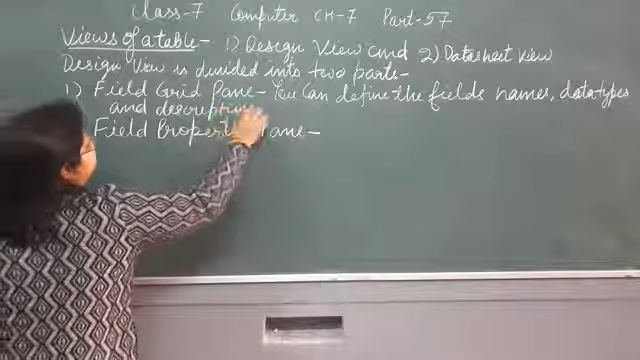 Class-7 Computer CH-7 Part-57
Views of a table- 1) Design View and 2) Datasheet View
Design View is divided into two parts-
1) Field Grid Pane- You can define the fields names, datatypes
and description
Field Properties Pane-